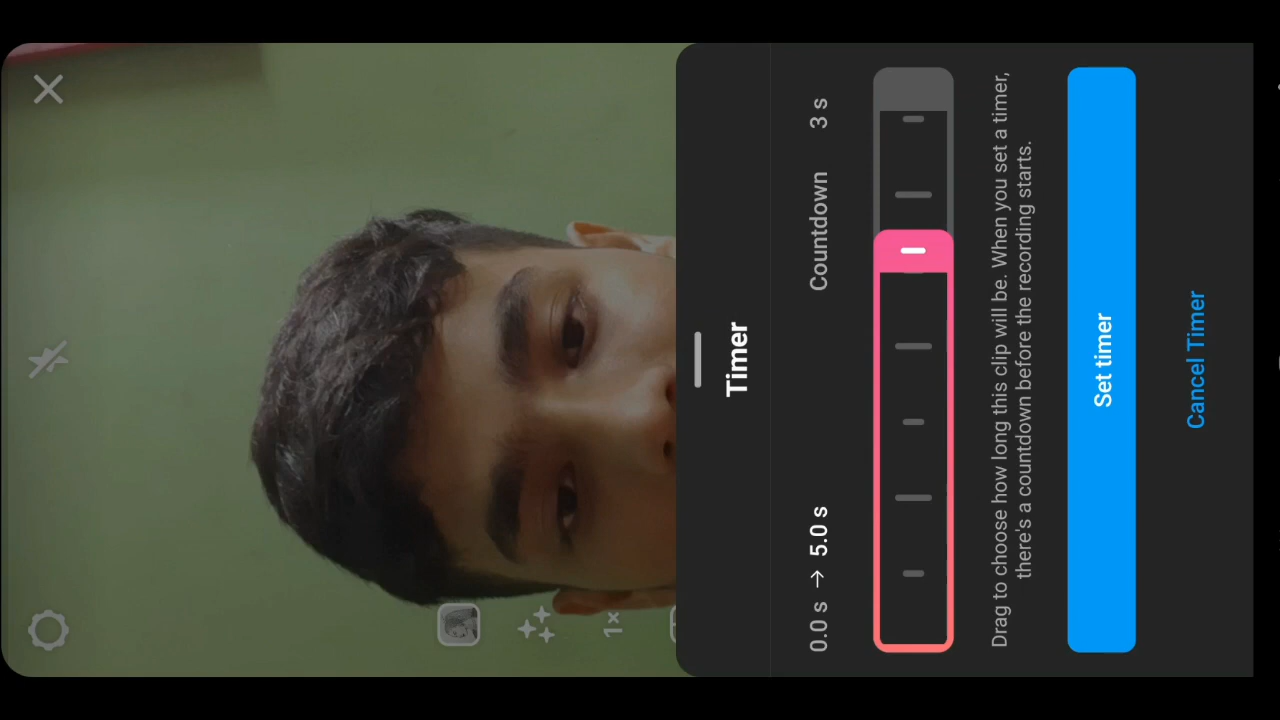 1×
Timer
0.0 s → 5.0 s Countdown 3 s
Drag to choose how long this clip will be. When you set a timer,
there's a countdown before the recording starts.
Set timer
Cancel Timer